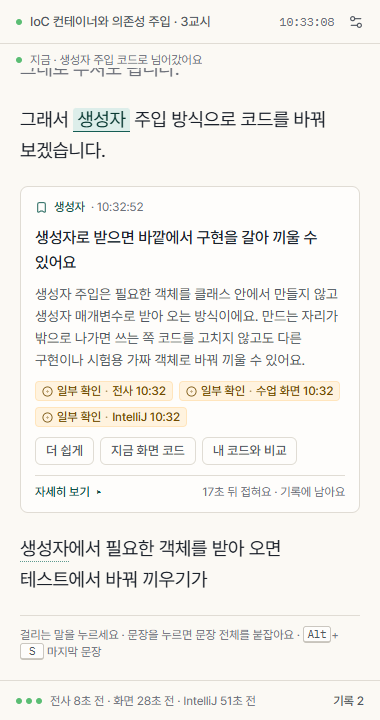 IoC 컨테이너와 의존성 주입 · 3교시 10:33:08
지금 · 생성자 주입 코드로 넘어갔어요
그래서 생성자 주입 방식으로 코드를 바꿔
보겠습니다.
생성자 · 10:32:52
생성자로 받으면 바깥에서 구현을 갈아 끼울 수
있어요
생성자 주입은 필요한 객체를 클래스 안에서 만들지 않고
생성자 매개변수로 받아 오는 방식이에요. 만드는 자리가
밖으로 나가면 쓰는 쪽 코드를 고치지 않고도 다른
구현이나 시험용 가짜 객체로 바꿔 끼울 수 있어요.
일부 확인 · 전사 10:32 일부 확인 · 수업 화면 10:32
일부 확인 · IntelliJ 10:32
더 쉽게 지금 화면 코드 내 코드와 비교
자세히 보기 17초 뒤 접혀요 · 기록에 남아요
생성자에서 필요한 객체를 받아 오면
테스트에서 바꿔 끼우기가
걸리는 말을 누르세요 · 문장을 누르면 문장 전체를 붙잡아요 · Alt +
S 마지막 문장
전사 8초 전 · 화면 28초 전 · IntelliJ 51초 전 기록 2